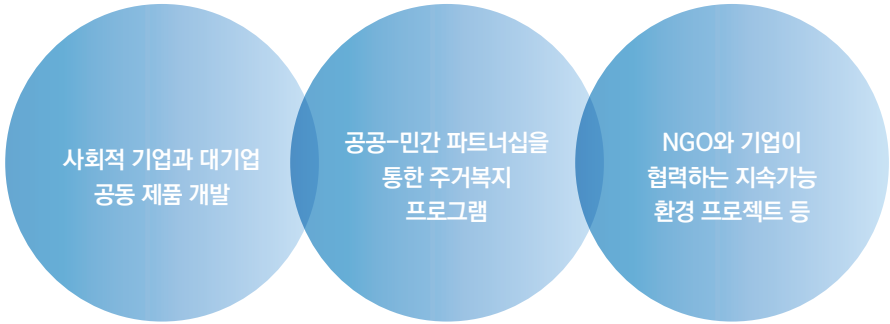 사회적 기업과 대기업
공동 제품 개발
공공-민간 파트너십을
통한 주거복지
프로그램
NGO와 기업이
협력하는 지속가능
환경 프로젝트 등